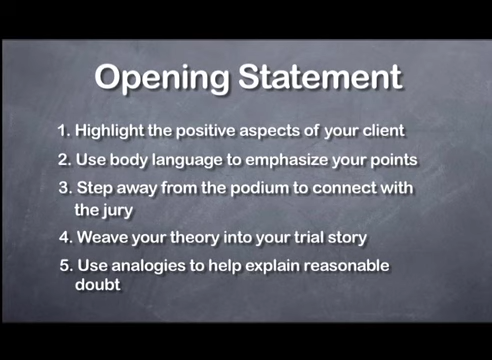 Opening Statement
1. Highlight the positive aspects of your client
2. Use body language to emphasize your points
3. Step away from the podium to connect with
the jury
4. Weave your theory into your trial story
5. Use analogies to help explain reasonable
doubt